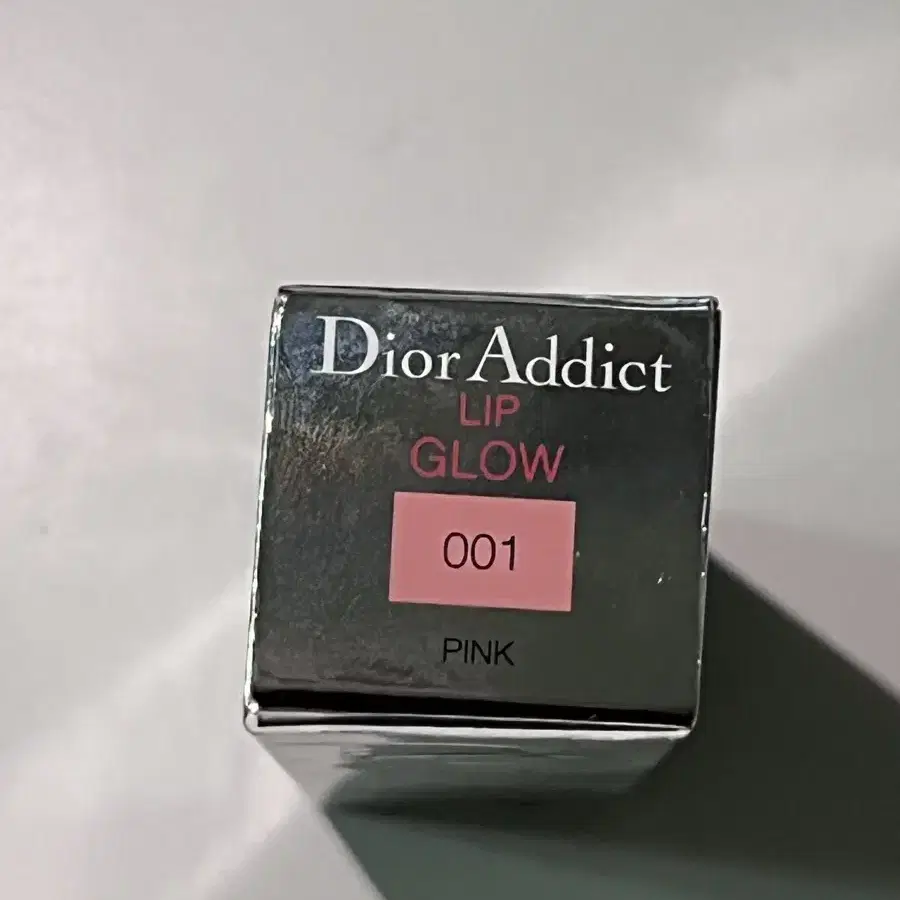 Dior Addict
LIP
GLOW
001
PINK